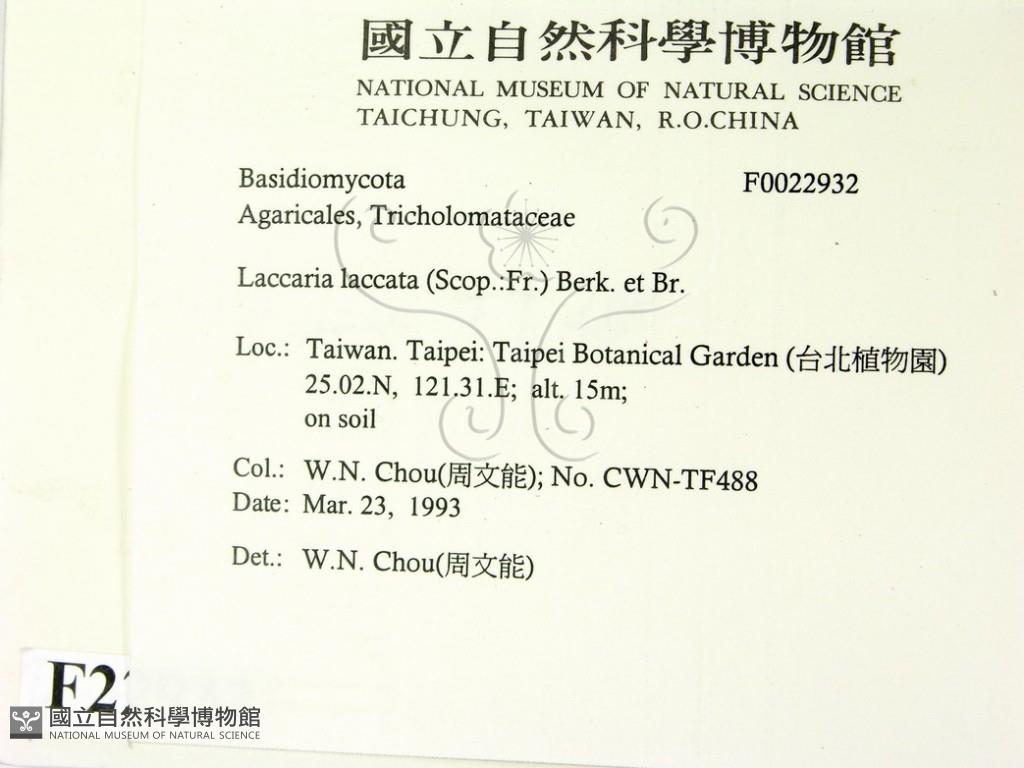 國立自然科學博物館
NATIONAL MUSEUM OF NATURAL SCIENCE
TAICHUNG, TAIWAN, R.O.CHINA
Basidiomycota F0022932
Agaricales, Tricholomataceae
Laccaria laccata (Scop.:Fr.) Berk. et Br.
Loc.: Taiwan. Taipei: Taipei Botanical Garden (台北植物園)
25.02.N, 121.31.E; alt. 15m;
on soil
Col.: W.N. Chou(周文能); No. CWN-TF488
Date: Mar. 23, 1993
Det.: W.N. Chou(周文能)
國立自然科學博物館
NATIONAL MUSEUM OF NATURAL SCIENCE